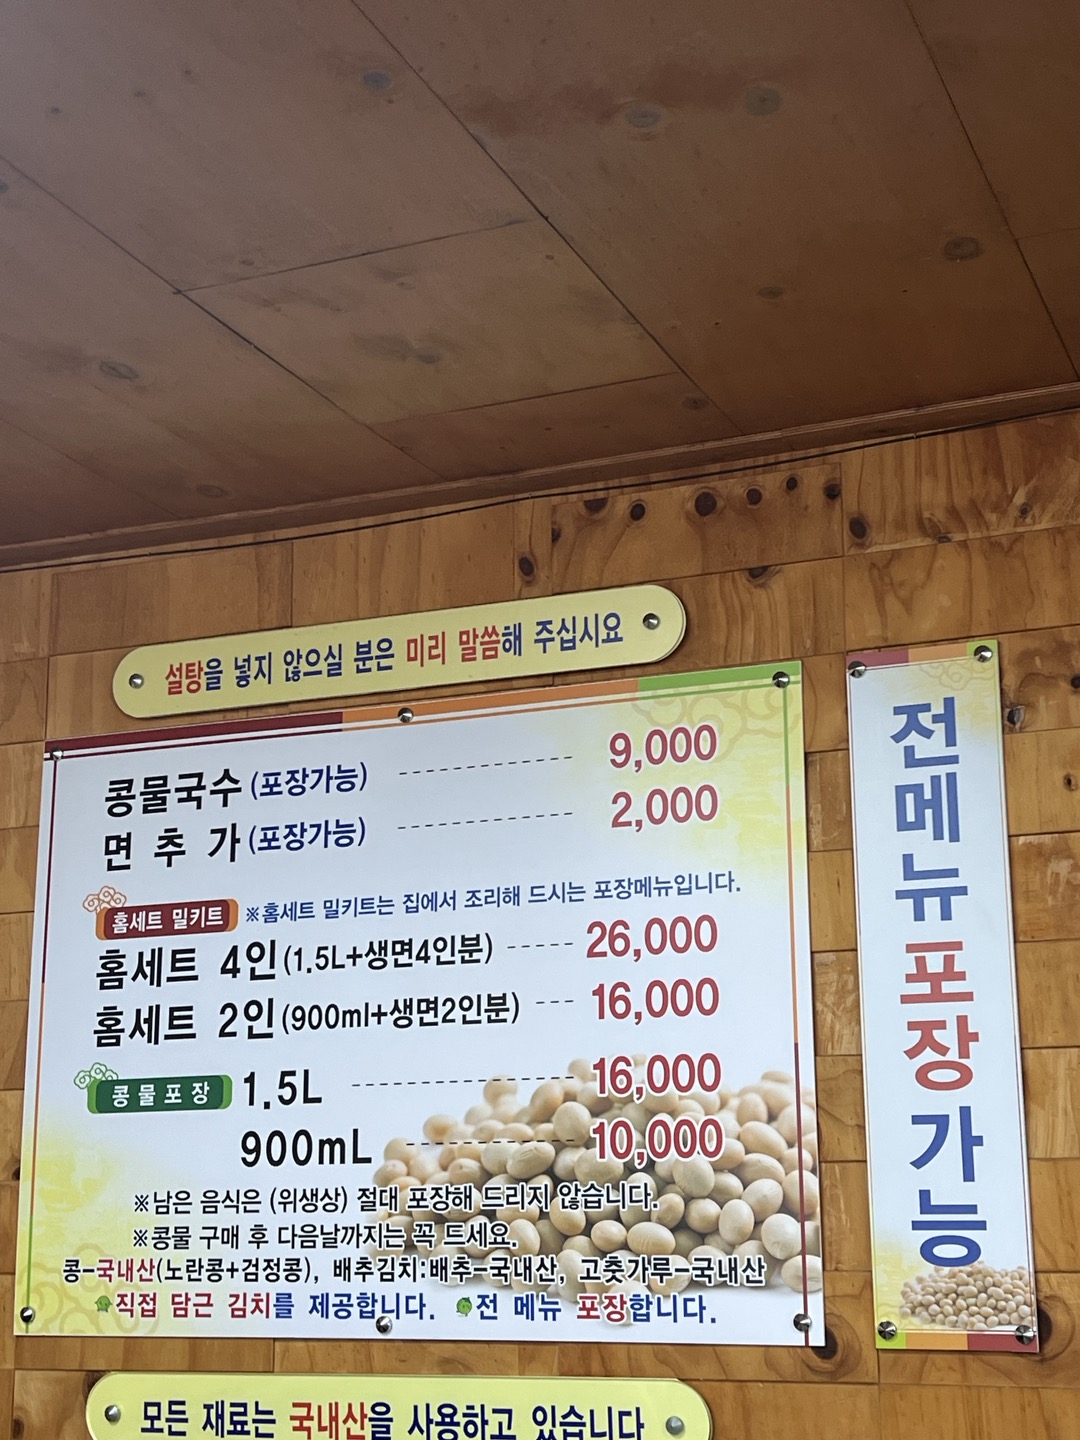 설탕을 넣지 않으실 분은 미리 말씀해 주십시요
콩물국수 (포장가능) 9,000
면 추 가 (포장가능) 2,000
홈세트 밀키트 ※홈세트 밀키트는 집에서 조리해 드시는 포장메뉴입니다.
홈세트 4인 (1.5L+생면4인분) 26,000
홈세트 2인 (900ml+생면2인분) 16,000
콩물포장 1.5L 16,000
900mL 10,000
※남은 음식은 (위생상) 절대 포장해 드리지 않습니다.
※콩물 구매 후 다음날까지는 꼭 드세요.
콩-국내산(노란콩+검정콩), 배추김치:배추-국내산, 고춧가루-국내산
직접 담근 김치를 제공합니다. 전 메뉴 포장합니다.
전메뉴포장가능
모든 재료는 국내산을 사용하고 있습니다